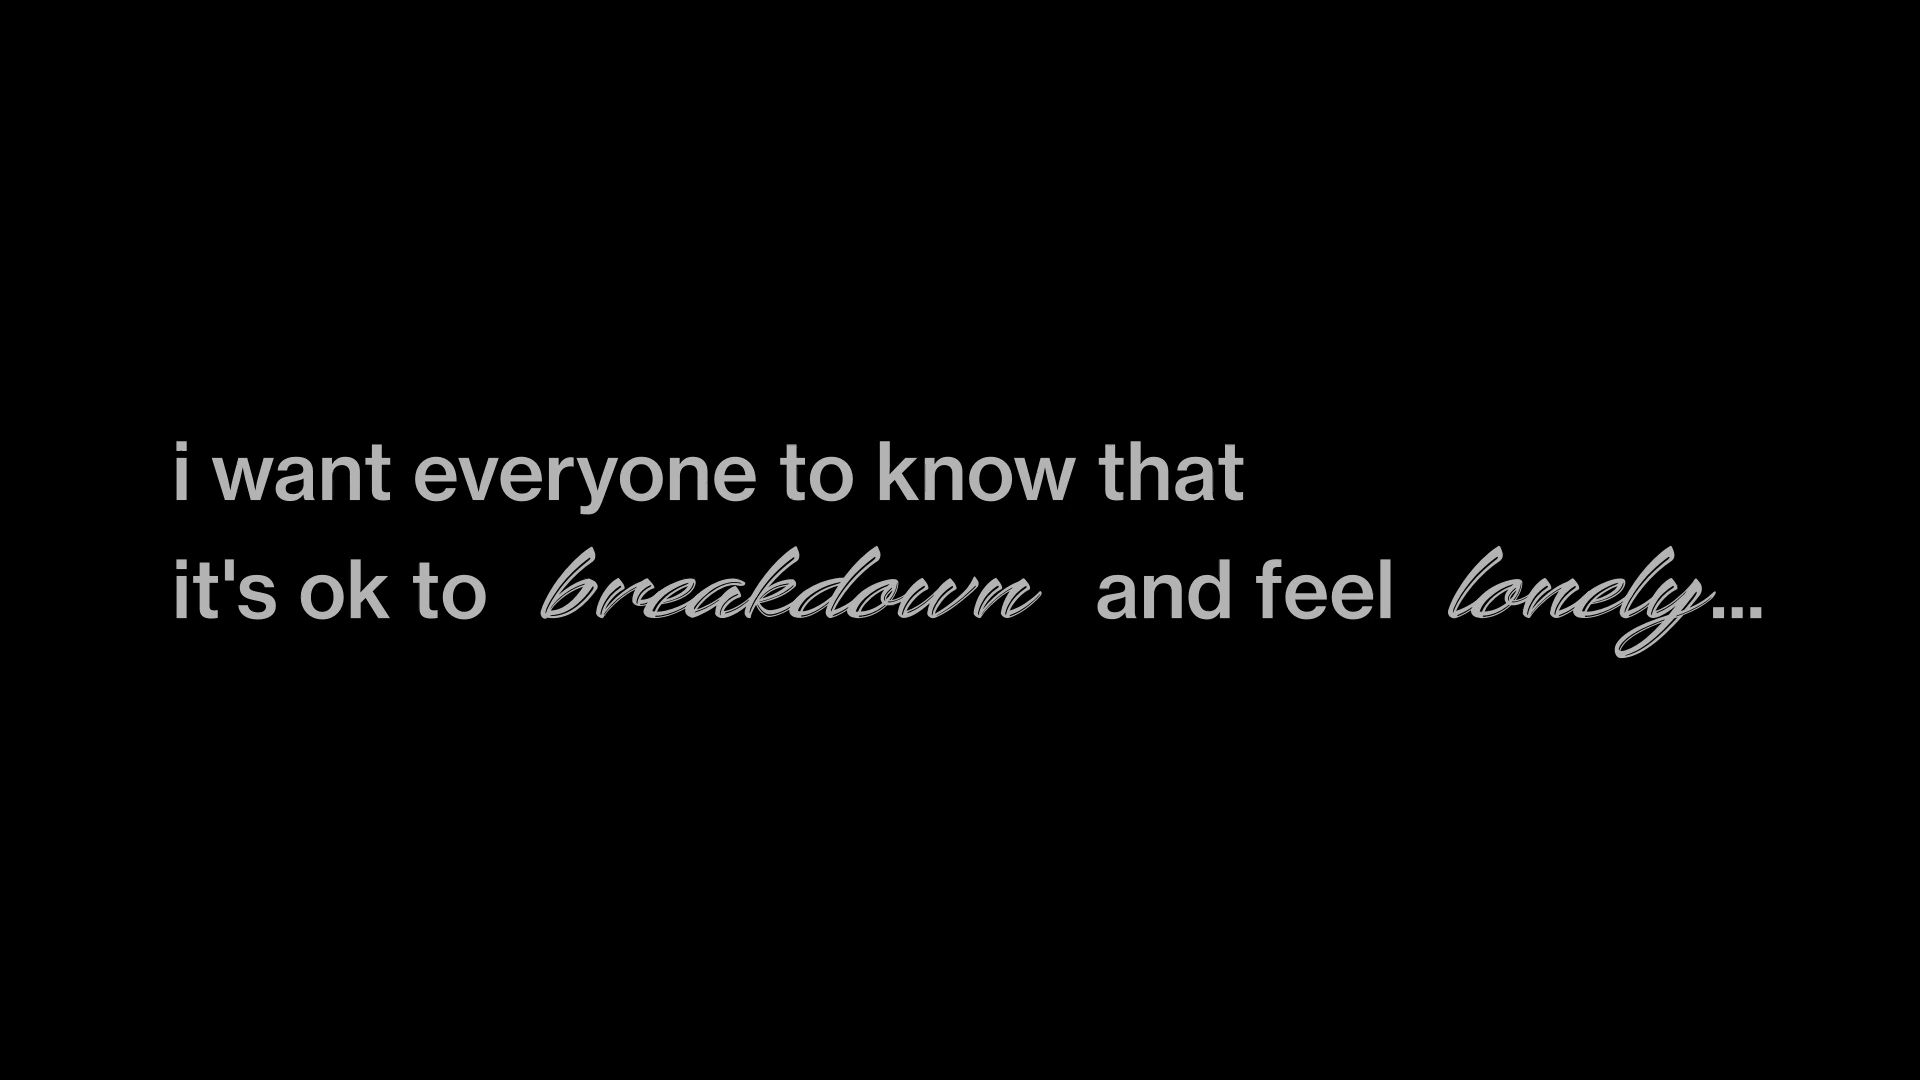 i want everyone to know that
it's ok to breakdown and feel lonely...